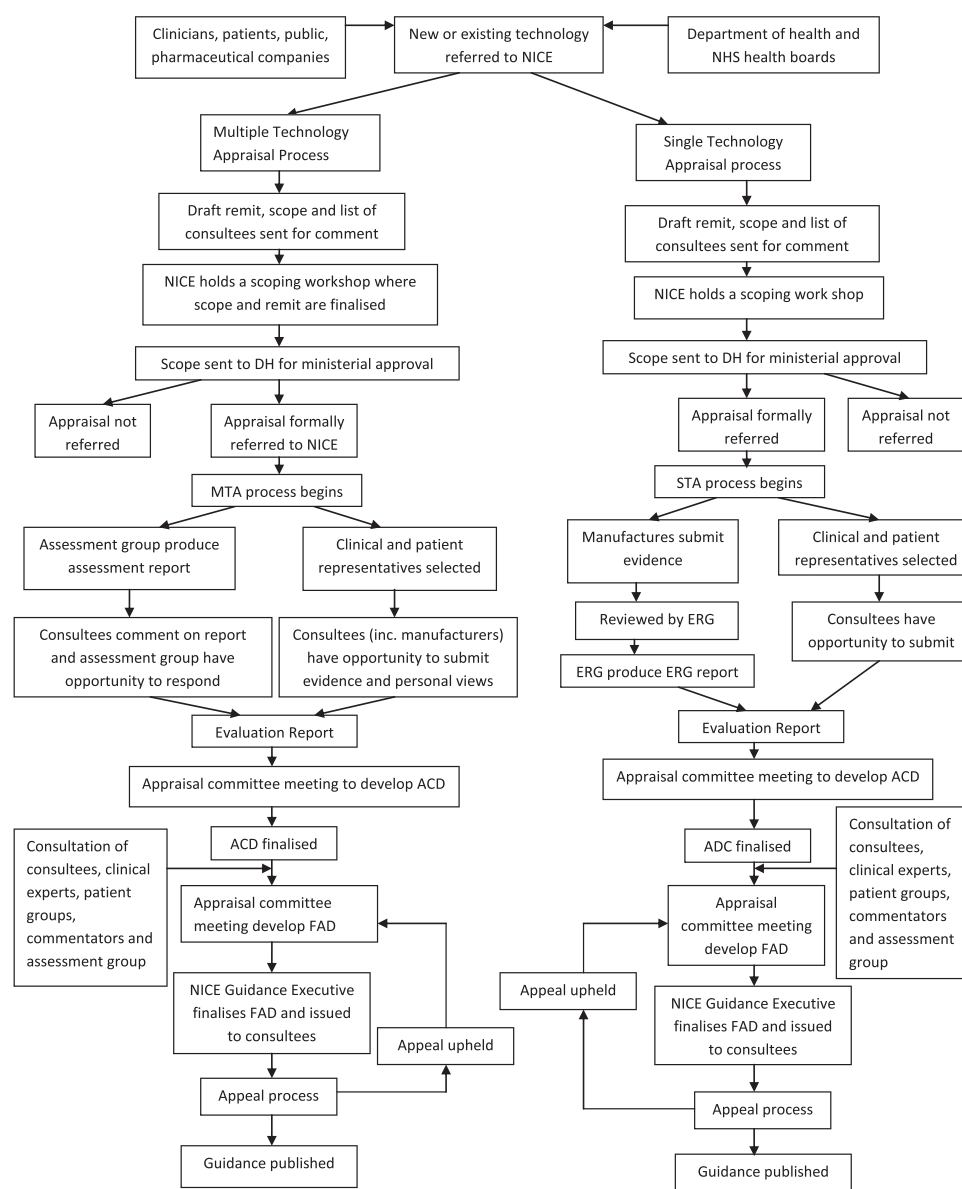 Clinicians, patients, public,
pharmaceutical companies
New or existing technology
referred to NICE
Department of health and
NHS health boards
Multiple Technology
Appraisal Process
Draft remit, scope and list of
consultees sent for comment
NICE holds a scoping workshop where
scope and remit are finalised
Scope sent to DH for ministerial approval
Appraisal not
referred
Appraisal formally
referred to NICE
MTA process begins
Assessment group produce
assessment report
Clinical and patient
representatives selected
Consultees comment on report
and assessment group have
opportunity to respond
Consultees (inc. manufacturers)
have opportunity to submit
evidence and personal views
Evaluation Report
Appraisal committee meeting to develop ACD
ACD finalised
Consultation of
consultees, clinical
experts, patient
groups,
commentators and
assessment group
Appraisal committee
meeting develop FAD
NICE Guidance Executive
finalises FAD and issued
to consultees
Appeal upheld
Appeal process
Guidance published
Single Technology
Appraisal process
Draft remit, scope and list of
consultees sent for comment
NICE holds a scoping work shop
Scope sent to DH for ministerial approval
Appraisal formally
referred
Appraisal not
referred
STA process begins
Manufactures submit
evidence
Clinical and patient
representatives selected
Reviewed by ERG
Consultees have
opportunity to submit
ERG produce ERG report
Evaluation Report
Appraisal committee meeting to develop ACD
ADC finalised
Consultation of
consultees,
clinical experts,
patient groups,
commentators
and assessment
group
Appraisal
committee meeting
develop FAD
Appeal upheld
NICE Guidance Executive
finalises FAD and issued
to consultees
Appeal process
Guidance published